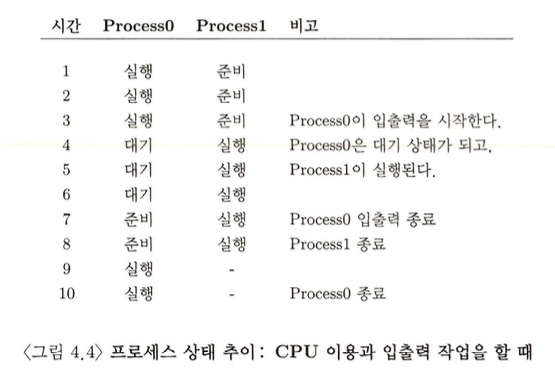 시간 Process0 Process1 비고
1 실행 준비
2 실행 준비
3 실행 준비 Process0이 입출력을 시작한다.
4 대기 실행 Process0은 대기 상태가 되고,
5 대기 실행 Process1이 실행된다.
6 대기 실행
7 준비 실행 Process0 입출력 종료
8 준비 실행 Process1 종료
9 실행 -
10 실행 - Process0 종료
〈그림 4.4〉 프로세스 상태 추이: CPU 이용과 입출력 작업을 할 때